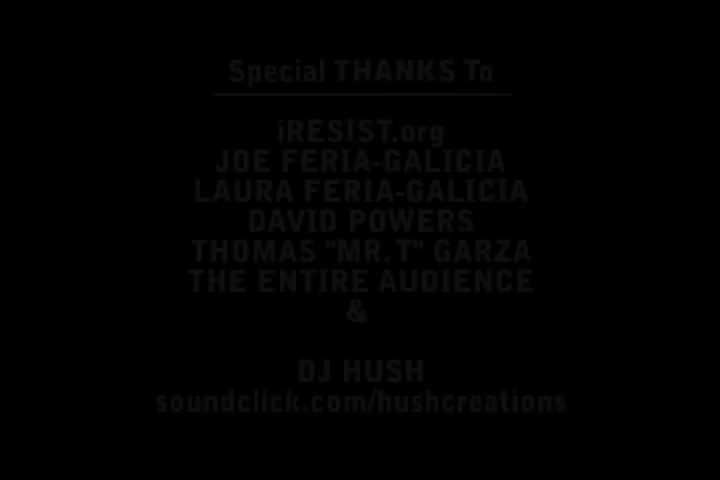 Special THANKS To
iRESIST.org
JOE FERIA-GALICIA
LAURA FERIA-GALICIA
DAVID POWERS
THOMAS "MR. T" GARZA
THE ENTIRE AUDIENCE
&
DJ HUSH
soundclick.com/hushcreations